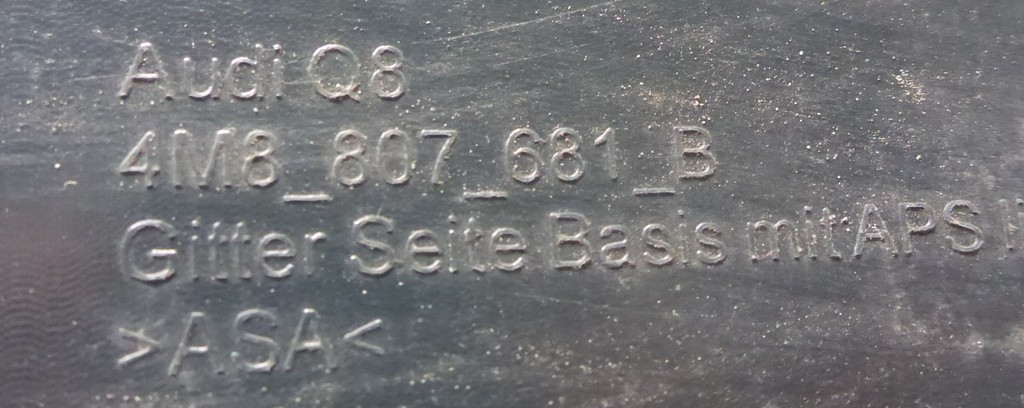 Audi Q8
4M8_807_681_B
Gitter Seite Basis mit APS
>ASA<